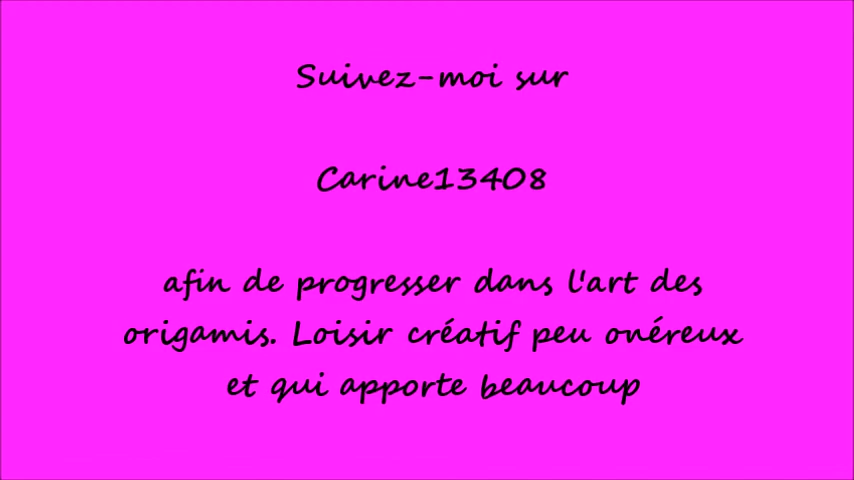 Suivez-moi sur
Carine13408
afin de progresser dans l'art des
origamis. Loisir créatif peu onéreux
et qui apporte beaucoup